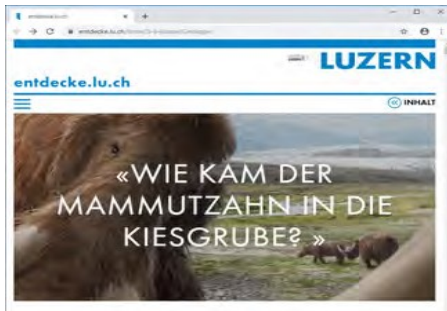 entdecke.lu.ch
LUZERN
entdecke.lu.ch
INHALT
«WIE KAM DER
MAMMUTZAHN IN DIE
KIESGRUBE? »